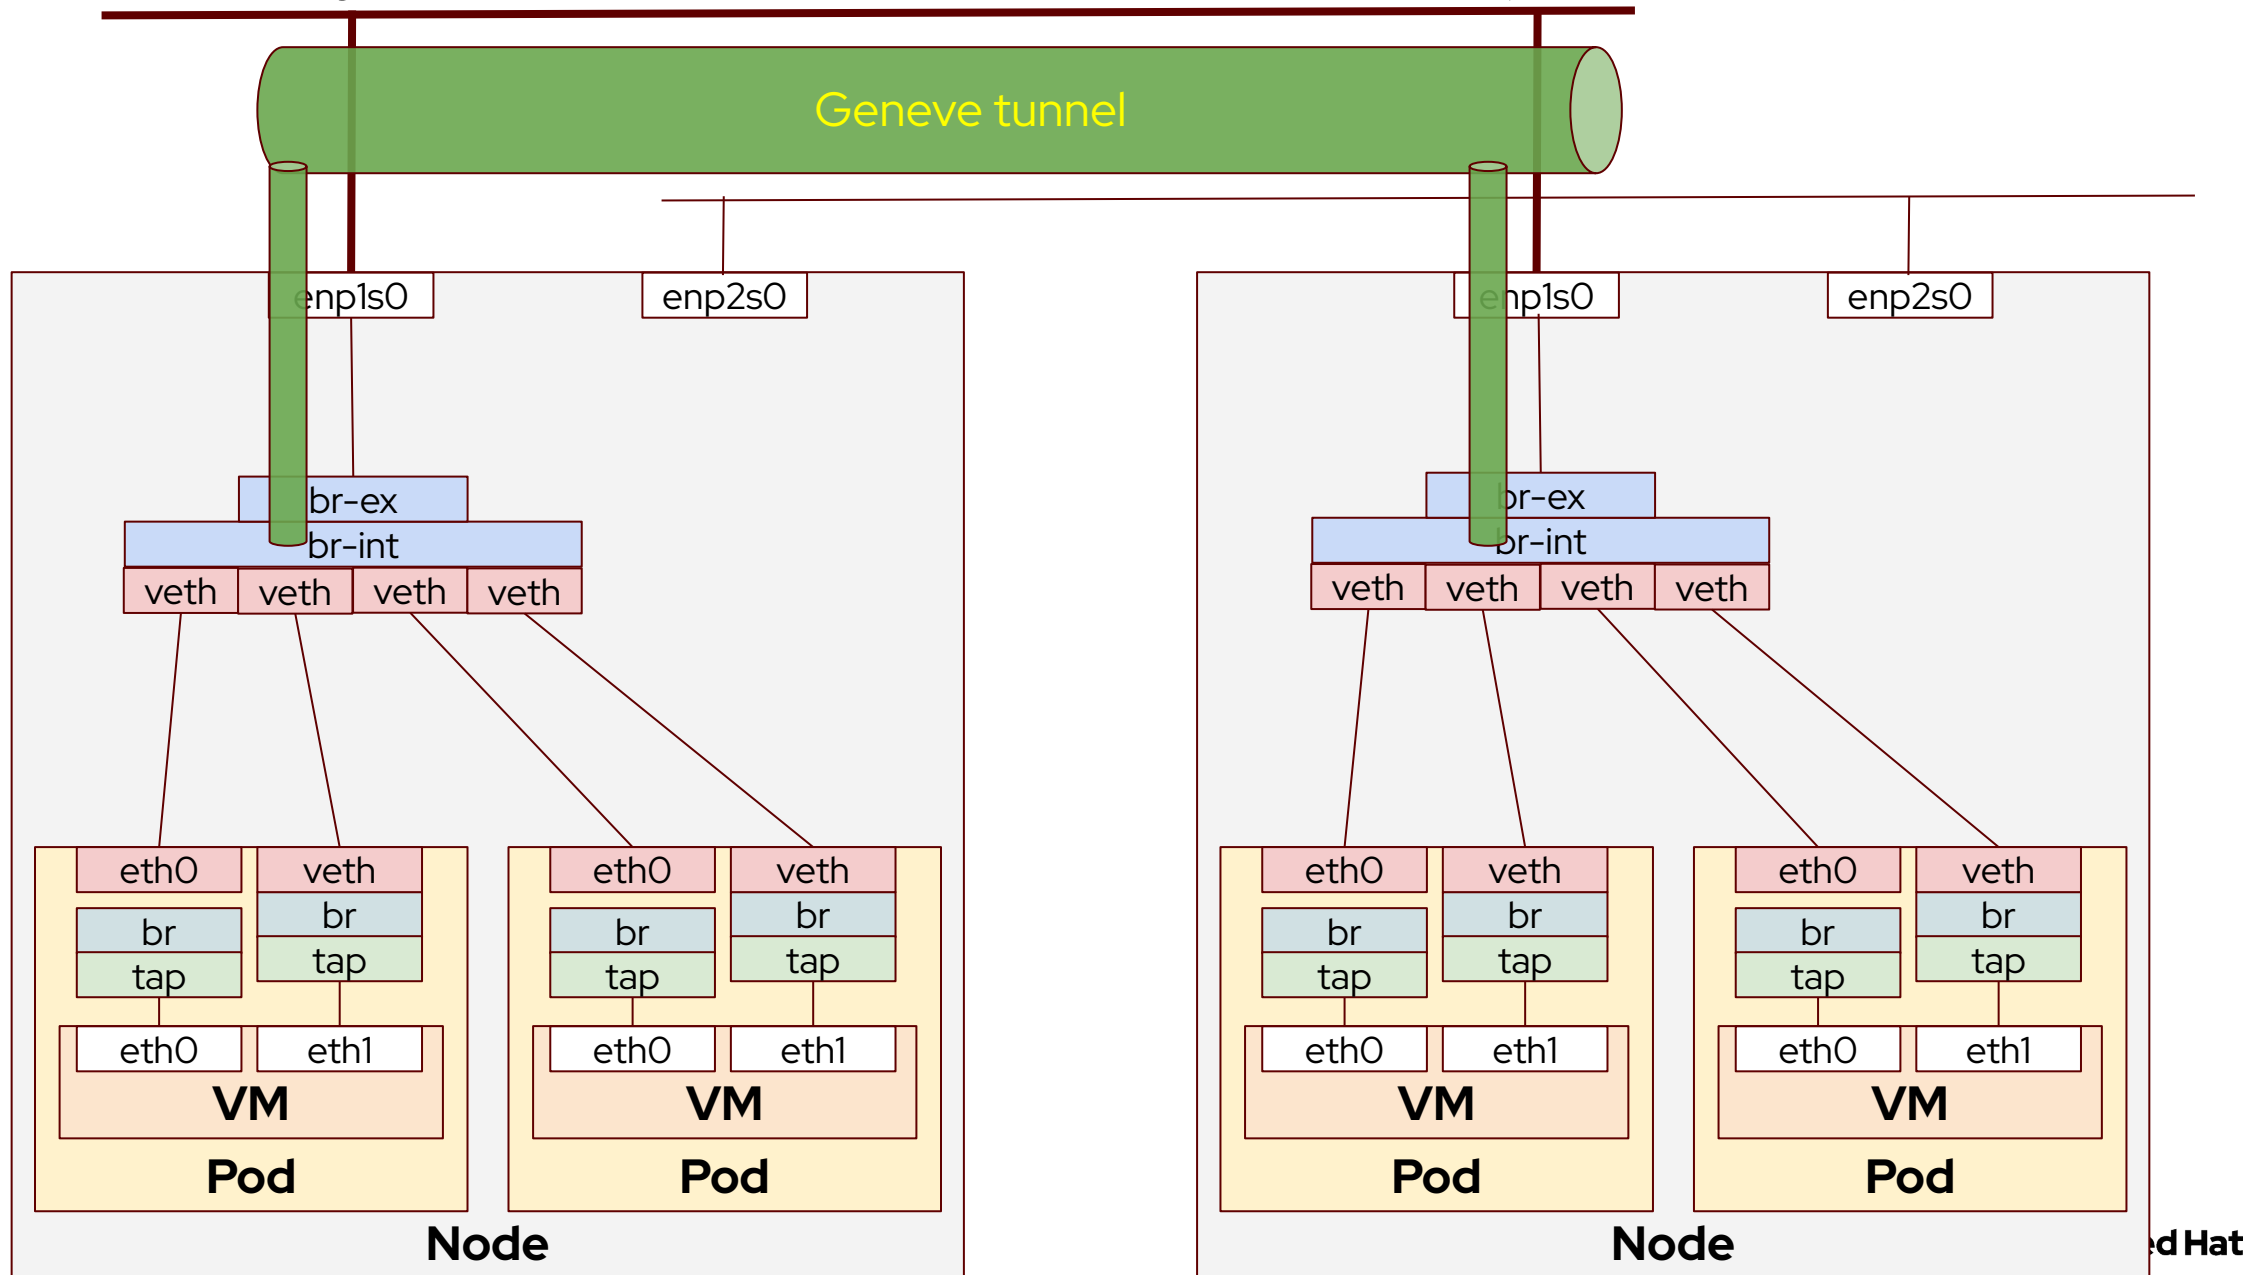 Geneve tunnel
enp1s0 enp2s0 enp1s0 enp2s0
br-ex br-ex
br-int br-int
veth veth veth veth veth veth veth veth
eth0 veth eth0 veth eth0 veth eth0 veth
br br br br br br br br
tap tap tap tap tap tap tap tap
eth0 eth1 eth0 eth1 eth0 eth1 eth0 eth1
VM VM VM VM
Pod Pod Pod Pod
Node Node
ed Hat